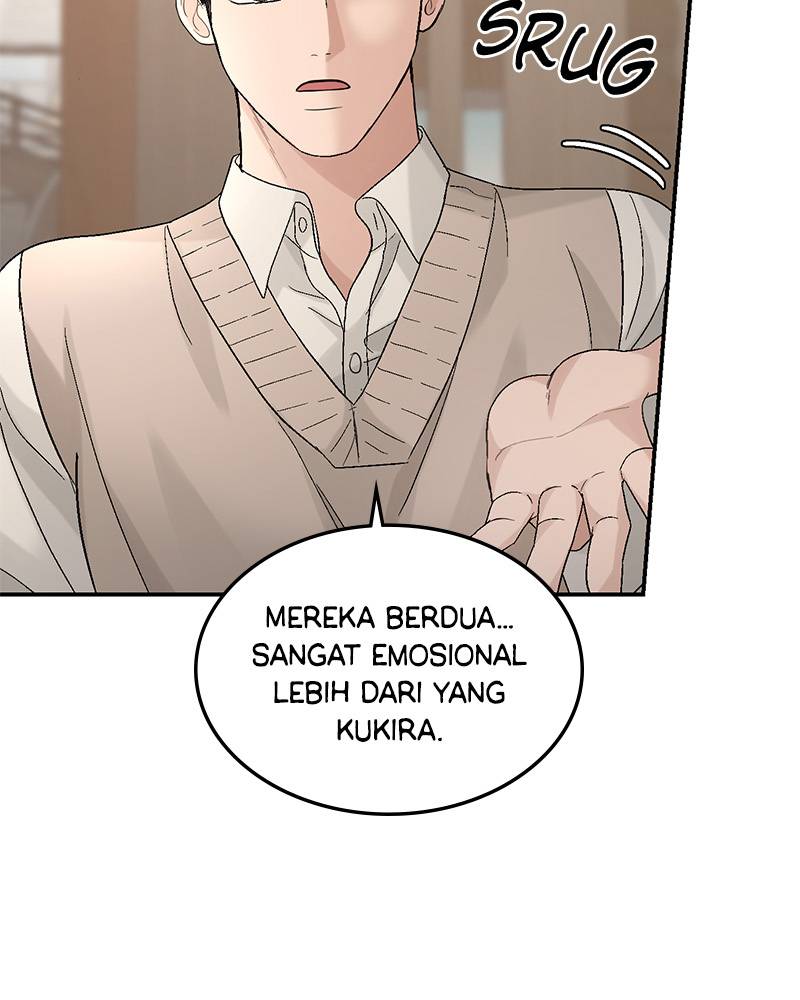 SRUG
MEREKA BERDUA...
SANGAT EMOSIONAL
LEBIH DARI YANG
KUKIRA.